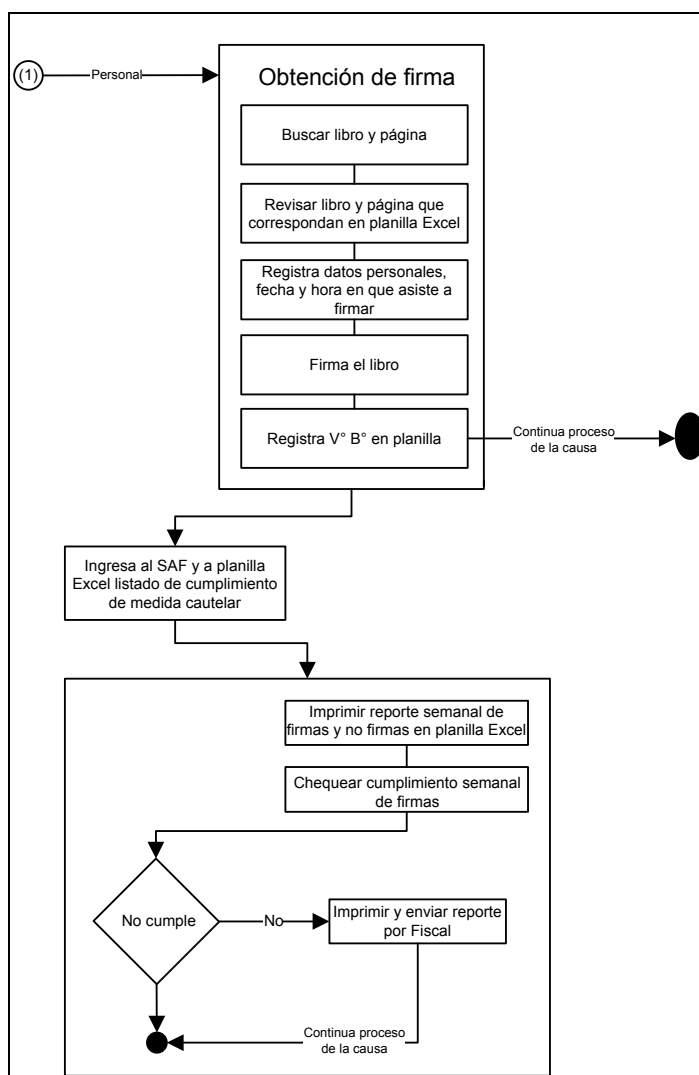 (1)
Personal
Obtención de firma
Buscar libro y página
Revisar libro y página que
correspondan en planilla Excel
Registra datos personales,
fecha y hora en que asiste a
firmar
Firma el libro
Registra V° B° en planilla
Continua proceso
de la causa
Ingresa al SAF y a planilla
Excel listado de cumplimiento
de medida cautelar
Imprimir reporte semanal de
firmas y no firmas en planilla Excel
Chequear cumplimiento semanal
de firmas
No cumple
No
Imprimir y enviar reporte
por Fiscal
Continua proceso
de la causa